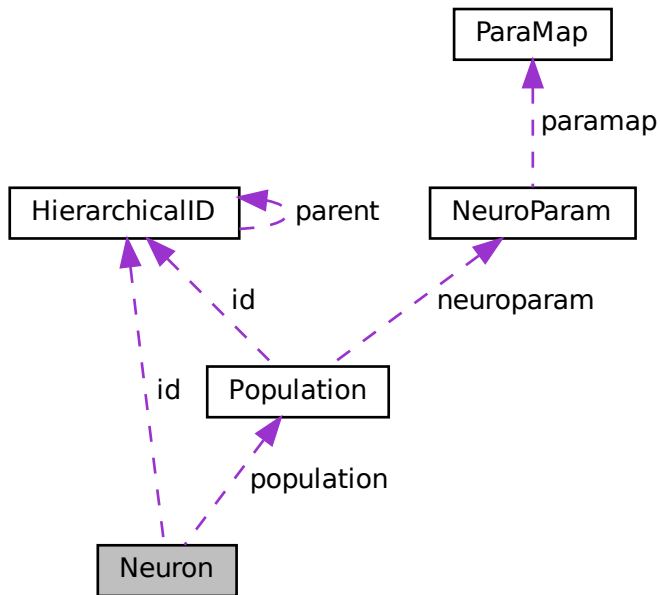 ParaMap
paramap
HierarchicalID
parent
NeuroParam
id
neuroparam
Population
id
population
Neuron